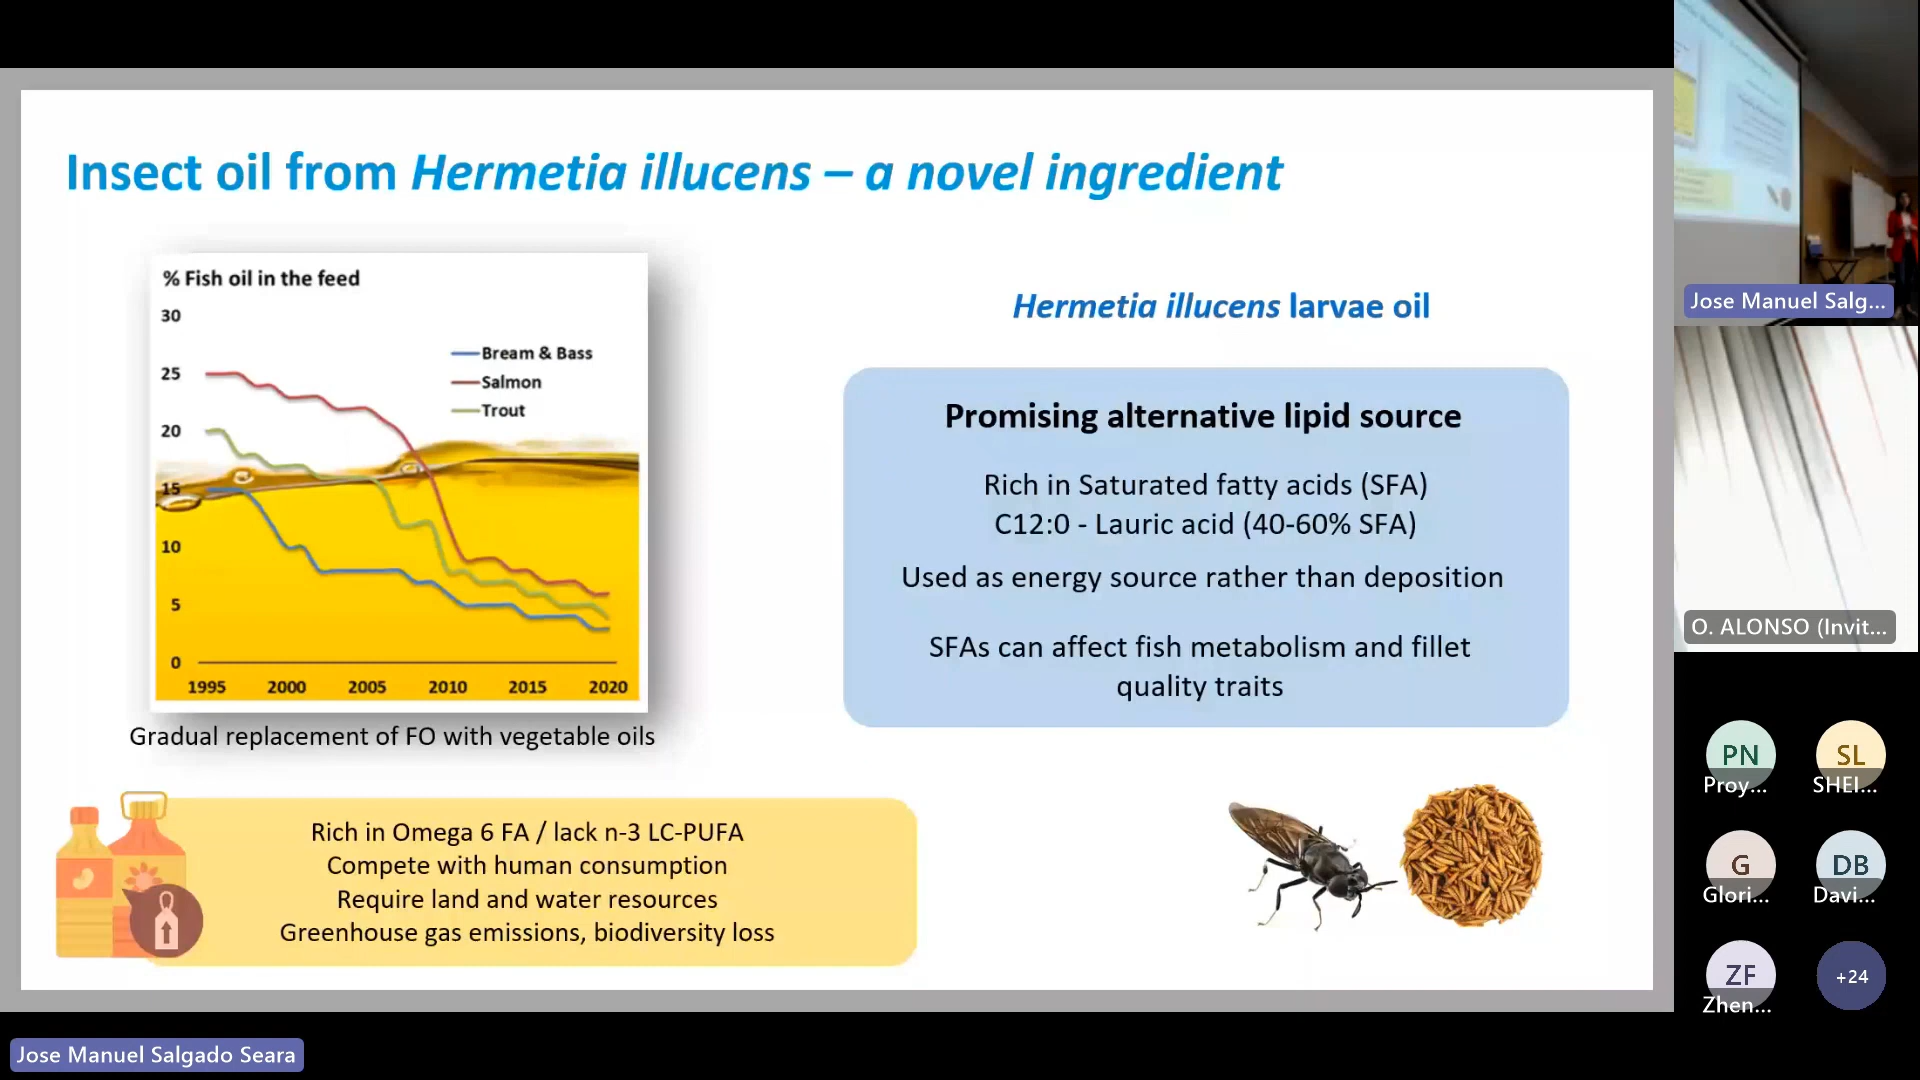 Insect oil from Hermetia illucens – a novel ingredient
% Fish oil in the feed
30
25
20
15
10
5
0
Bream & Bass
Salmon
Trout
1995 2000 2005 2010 2015 2020
Gradual replacement of FO with vegetable oils
Rich in Omega 6 FA / lack n-3 LC-PUFA
Compete with human consumption
Require land and water resources
Greenhouse gas emissions, biodiversity loss
Hermetia illucens larvae oil
Promising alternative lipid source
Rich in Saturated fatty acids (SFA)
C12:0 - Lauric acid (40-60% SFA)
Used as energy source rather than deposition
SFAs can affect fish metabolism and fillet
quality traits
Jose Manuel Salg...
O. ALONSO (Invit...
PN
Proy...
SL
SHEI...
G
Glori...
DB
Davi...
ZF
Zhen...
+24
Jose Manuel Salgado Seara